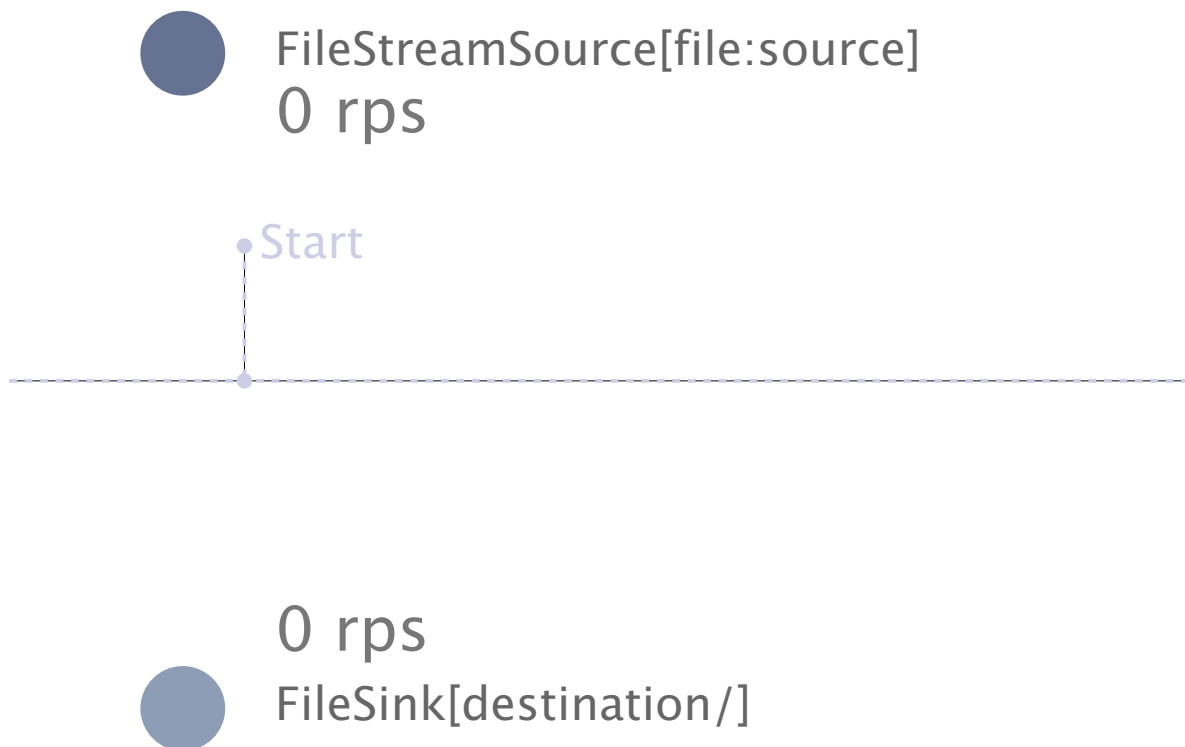 FileStreamSource[file:source]
0 rps
Start
0 rps
FileSink[destination/]